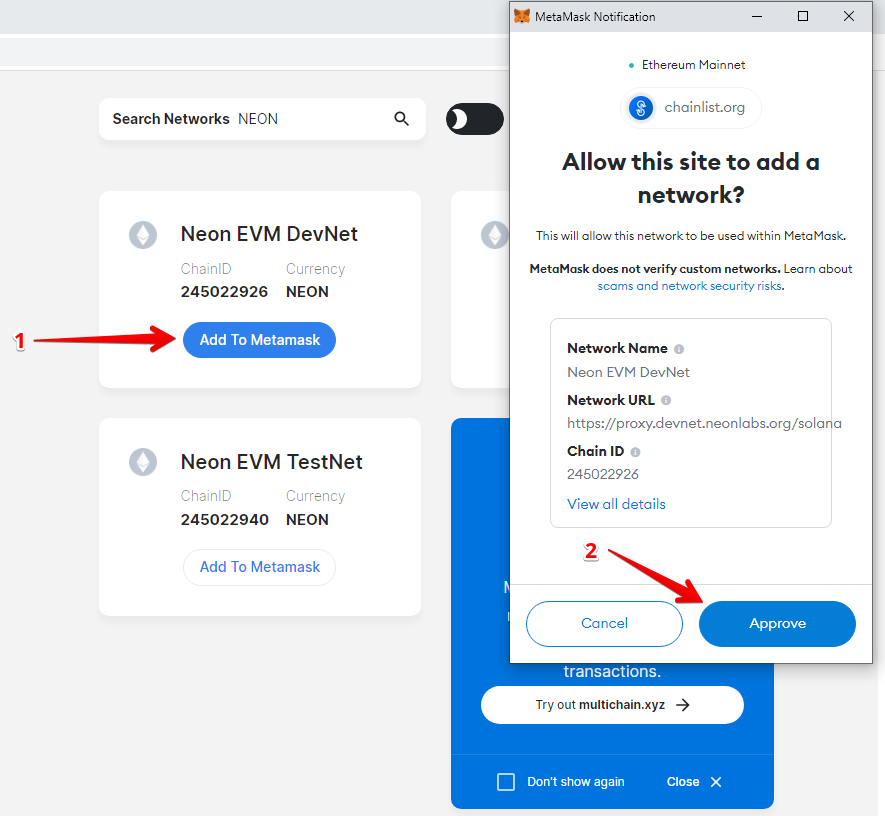 MetaMask Notification
Ethereum Mainnet
chainlist.org
Allow this site to add a
network?
This will allow this network to be used within MetaMask.
MetaMask does not verify custom networks. Learn about
scams and network security risks.
Network Name
Neon EVM DevNet
Network URL
https://proxy.devnet.neonlabs.org/solana
Chain ID
245022926
View all details
2
Cancel
Approve
Search Networks NEON
Neon EVM DevNet
ChainID Currency
245022926 NEON
1
Add To Metamask
Neon EVM TestNet
ChainID Currency
245022940 NEON
Add To Metamask
transactions.
Try out multichain.xyz
Don't show again
Close